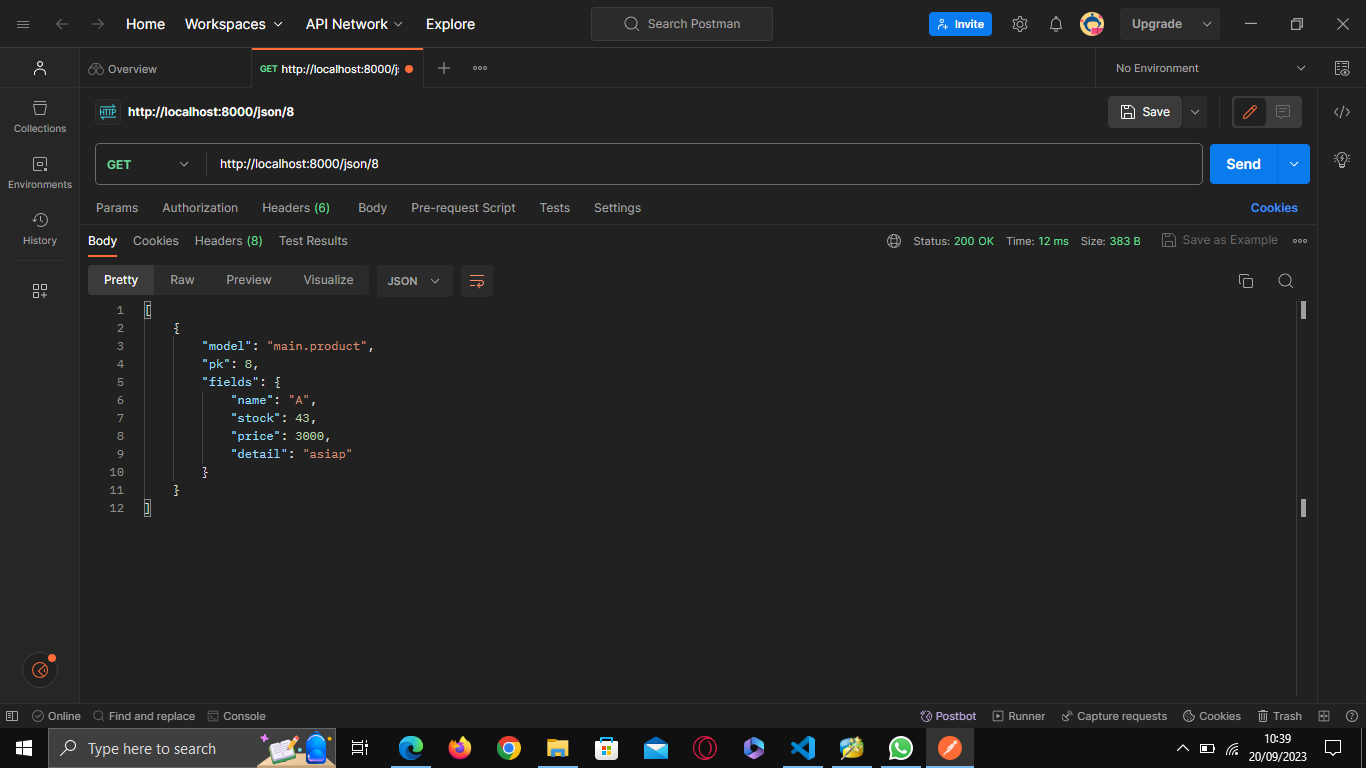 Home Workspaces API Network Explore Search Postman Invite Upgrade
Overview GET http://localhost:8000/j No Environment
HTTP http://localhost:8000/json/8 Save
Collections
GET http://localhost:8000/json/8 Send
Environments
Params Authorization Headers (6) Body Pre-request Script Tests Settings Cookies
History
Body Cookies Headers (8) Test Results Status: 200 OK Time: 12 ms Size: 383 B Save as Example
Pretty Raw Preview Visualize JSON
1 [
2 {
3 "model": "main.product",
4 "pk": 8,
5 "fields": {
6 "name": "A",
7 "stock": 43,
8 "price": 3000,
9 "detail": "asiap"
10 }
11 }
12 ]
Online Find and replace Console Postbot Runner Capture requests Cookies Trash
Type here to search 10:39
20/09/2023